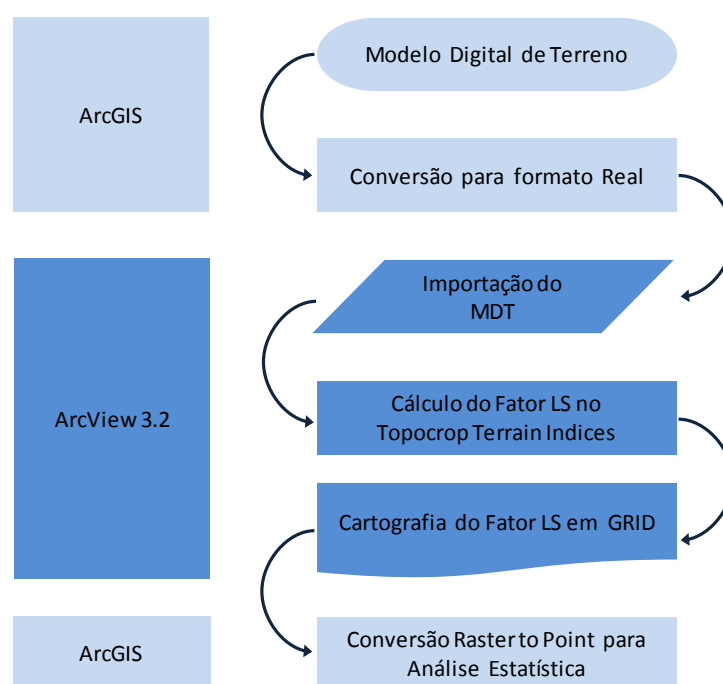 Modelo Digital de Terreno
ArcGIS
Conversão para formato Real
Importação do
MDT
ArcView 3.2
Cálculo do Fator LS no
Topocrop Terrain Indices
Cartografia do Fator LS em GRID
ArcGIS
Conversão Raster to Point para
Análise Estatística